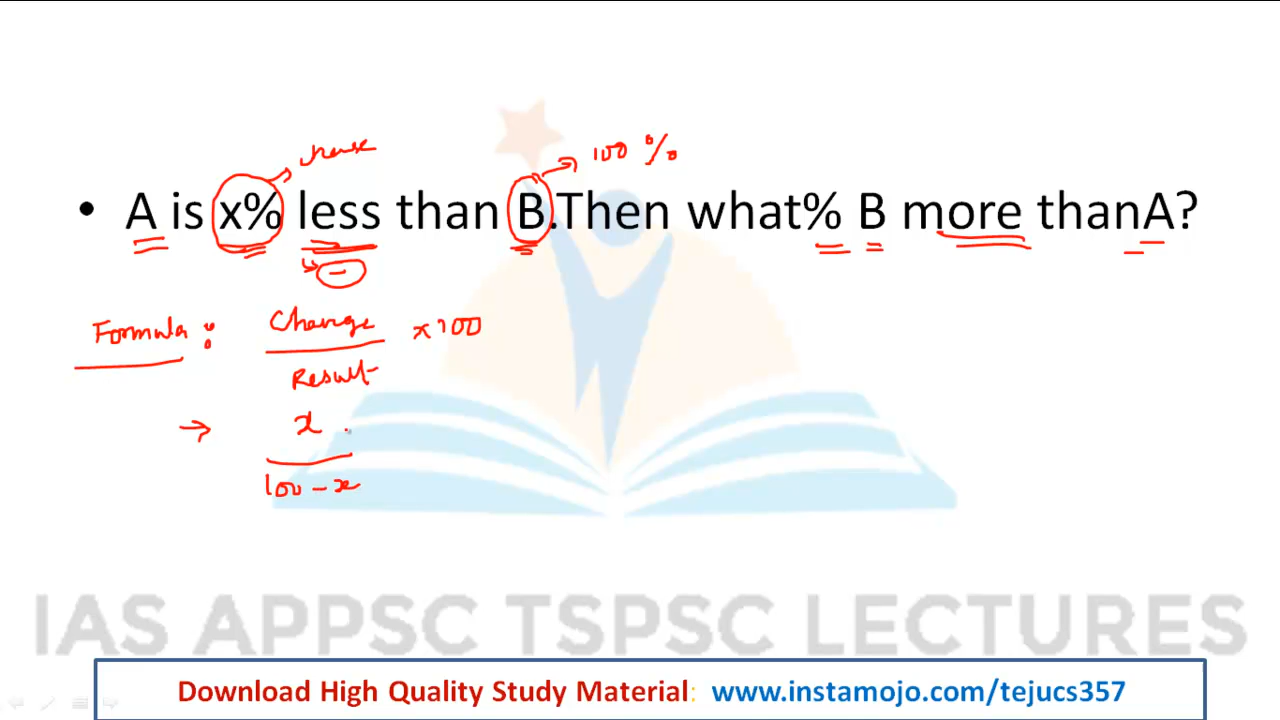 change
100 %
• A is x% less than B.Then what% B more thanA?
-
Formula : Change x100
Result
→ x
100 - x
IAS APPSC TSPSC LECTURES
Download High Quality Study Material: www.instamojo.com/tejucs357